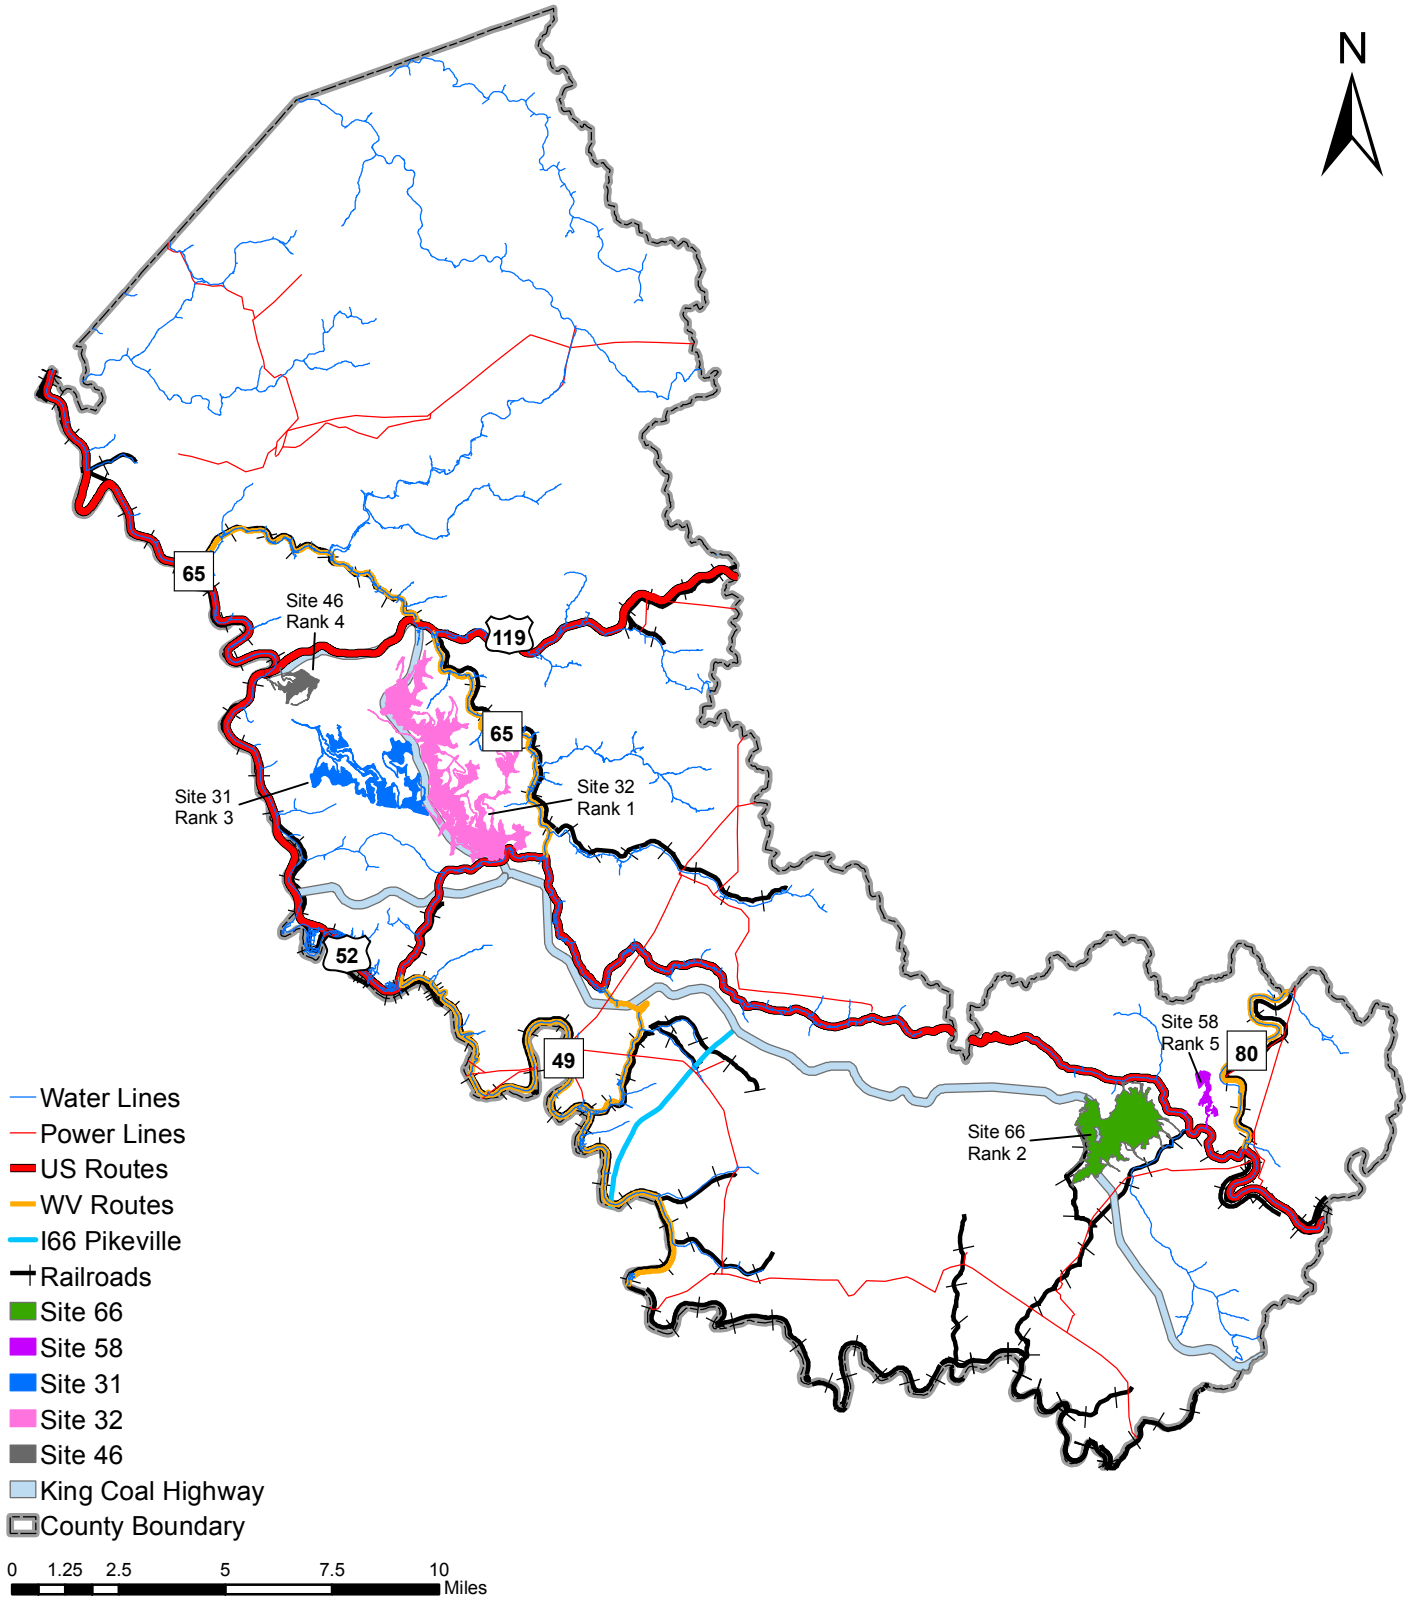 N
65
Site 46
Rank 4
119
65
Site 31
Rank 3
Site 32
Rank 1
52
49
Site 58
Rank 5
80
Site 66
Rank 2
Water Lines
Power Lines
US Routes
WV Routes
I66 Pikeville
Railroads
Site 66
Site 58
Site 31
Site 32
Site 46
King Coal Highway
County Boundary
0 1.25 2.5 5 7.5 10
Miles